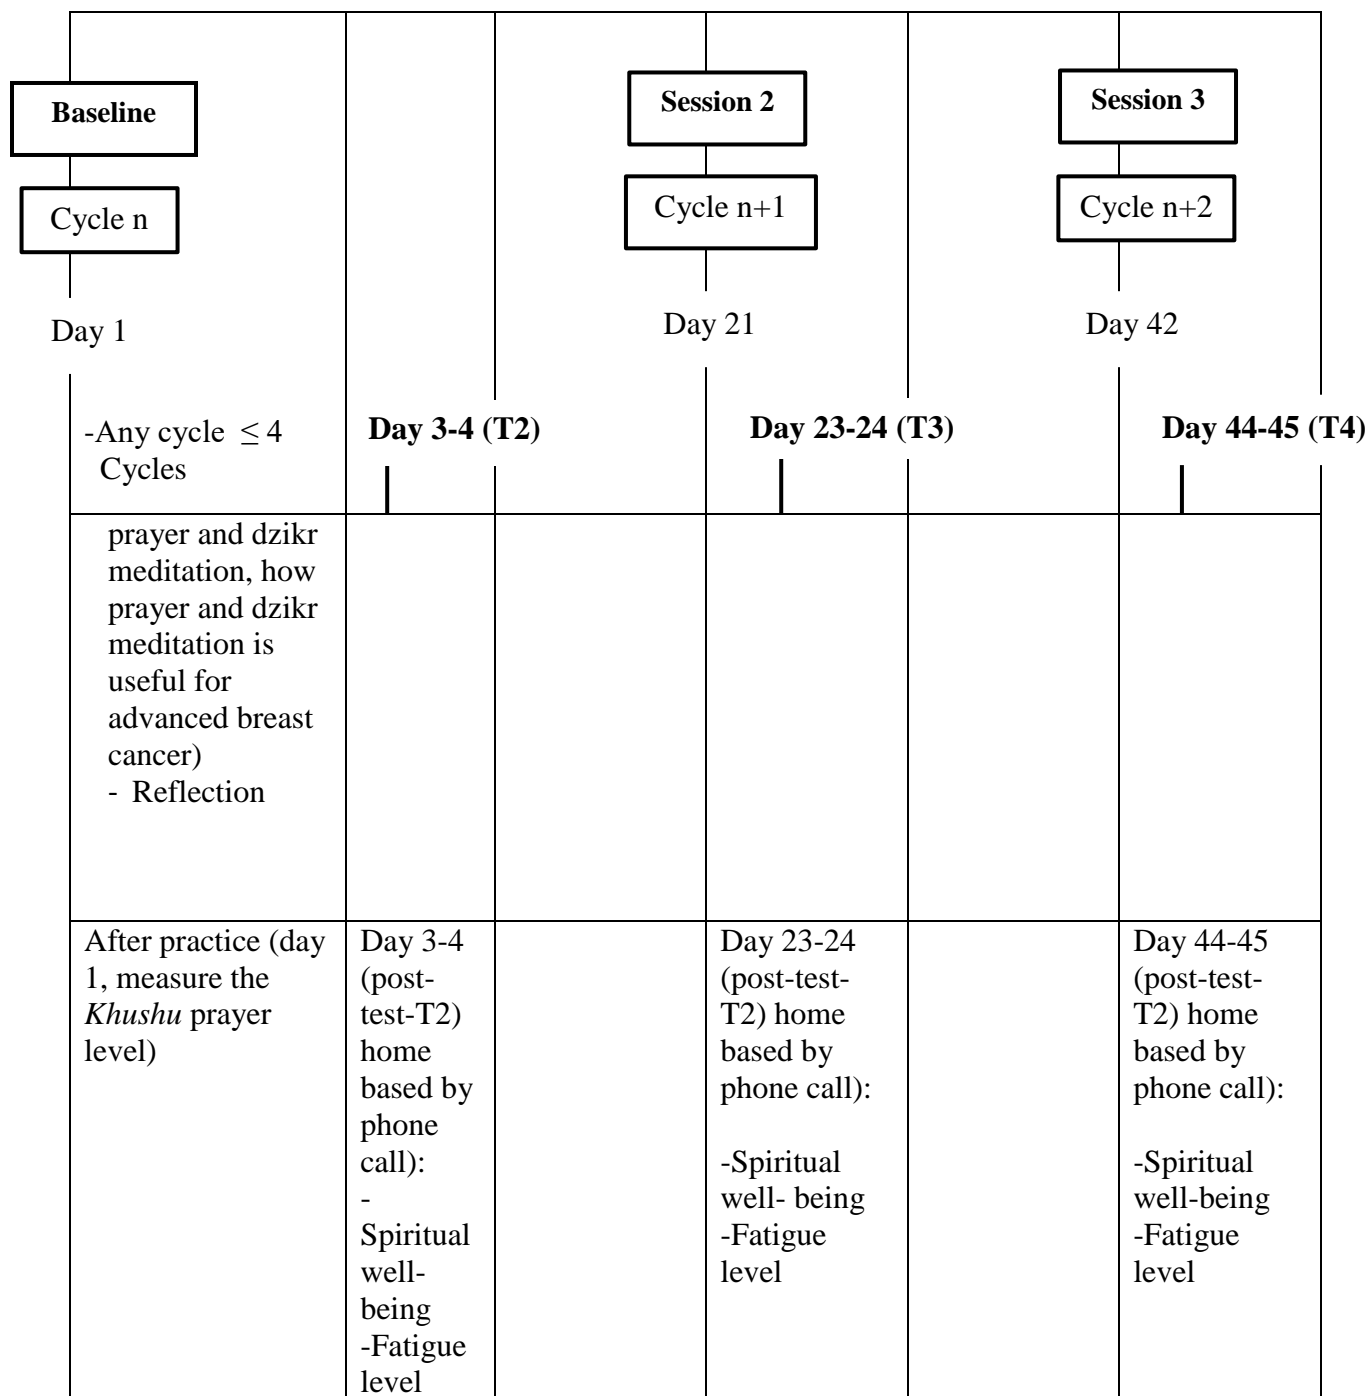 Baseline
Session 2
Session 3
Cycle n
Cycle n+1
Cycle n+2
Day 1
Day 21
Day 42
-Any cycle ≤ 4
Cycles
Day 3-4 (T2)
Day 23-24 (T3)
Day 44-45 (T4)
prayer and dzikr
meditation, how
prayer and dzikr
meditation is
useful for
advanced breast
cancer)
- Reflection
After practice (day
1, measure the
Khushu prayer
level)
Day 3-4
(post-
test-T2)
home
based by
phone
call):
-
Spiritual
well-
being
-Fatigue
level
Day 23-24
(post-test-
T2) home
based by
phone call):
-Spiritual
well- being
-Fatigue
level
Day 44-45
(post-test-
T2) home
based by
phone call):
-Spiritual
well-being
-Fatigue
level